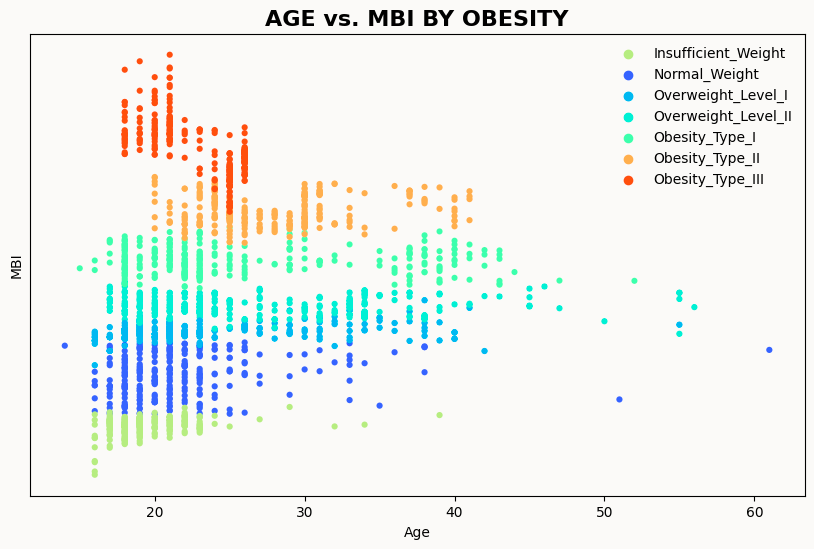 AGE vs. MBI BY OBESITY
Insufficient_Weight
Normal_Weight
Overweight_Level_I
Overweight_Level_II
Obesity_Type_I
Obesity_Type_II
Obesity_Type_III
MBI
20 30 40 50 60
Age